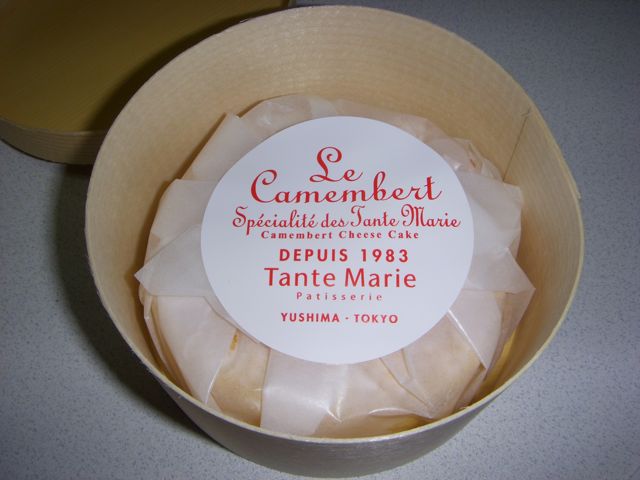 Le
Camembert
Spécialité des Tante Marie
Camembert Cheese Cake
DEPUIS 1983
Tante Marie
Patisserie
YUSHIMA - TOKYO